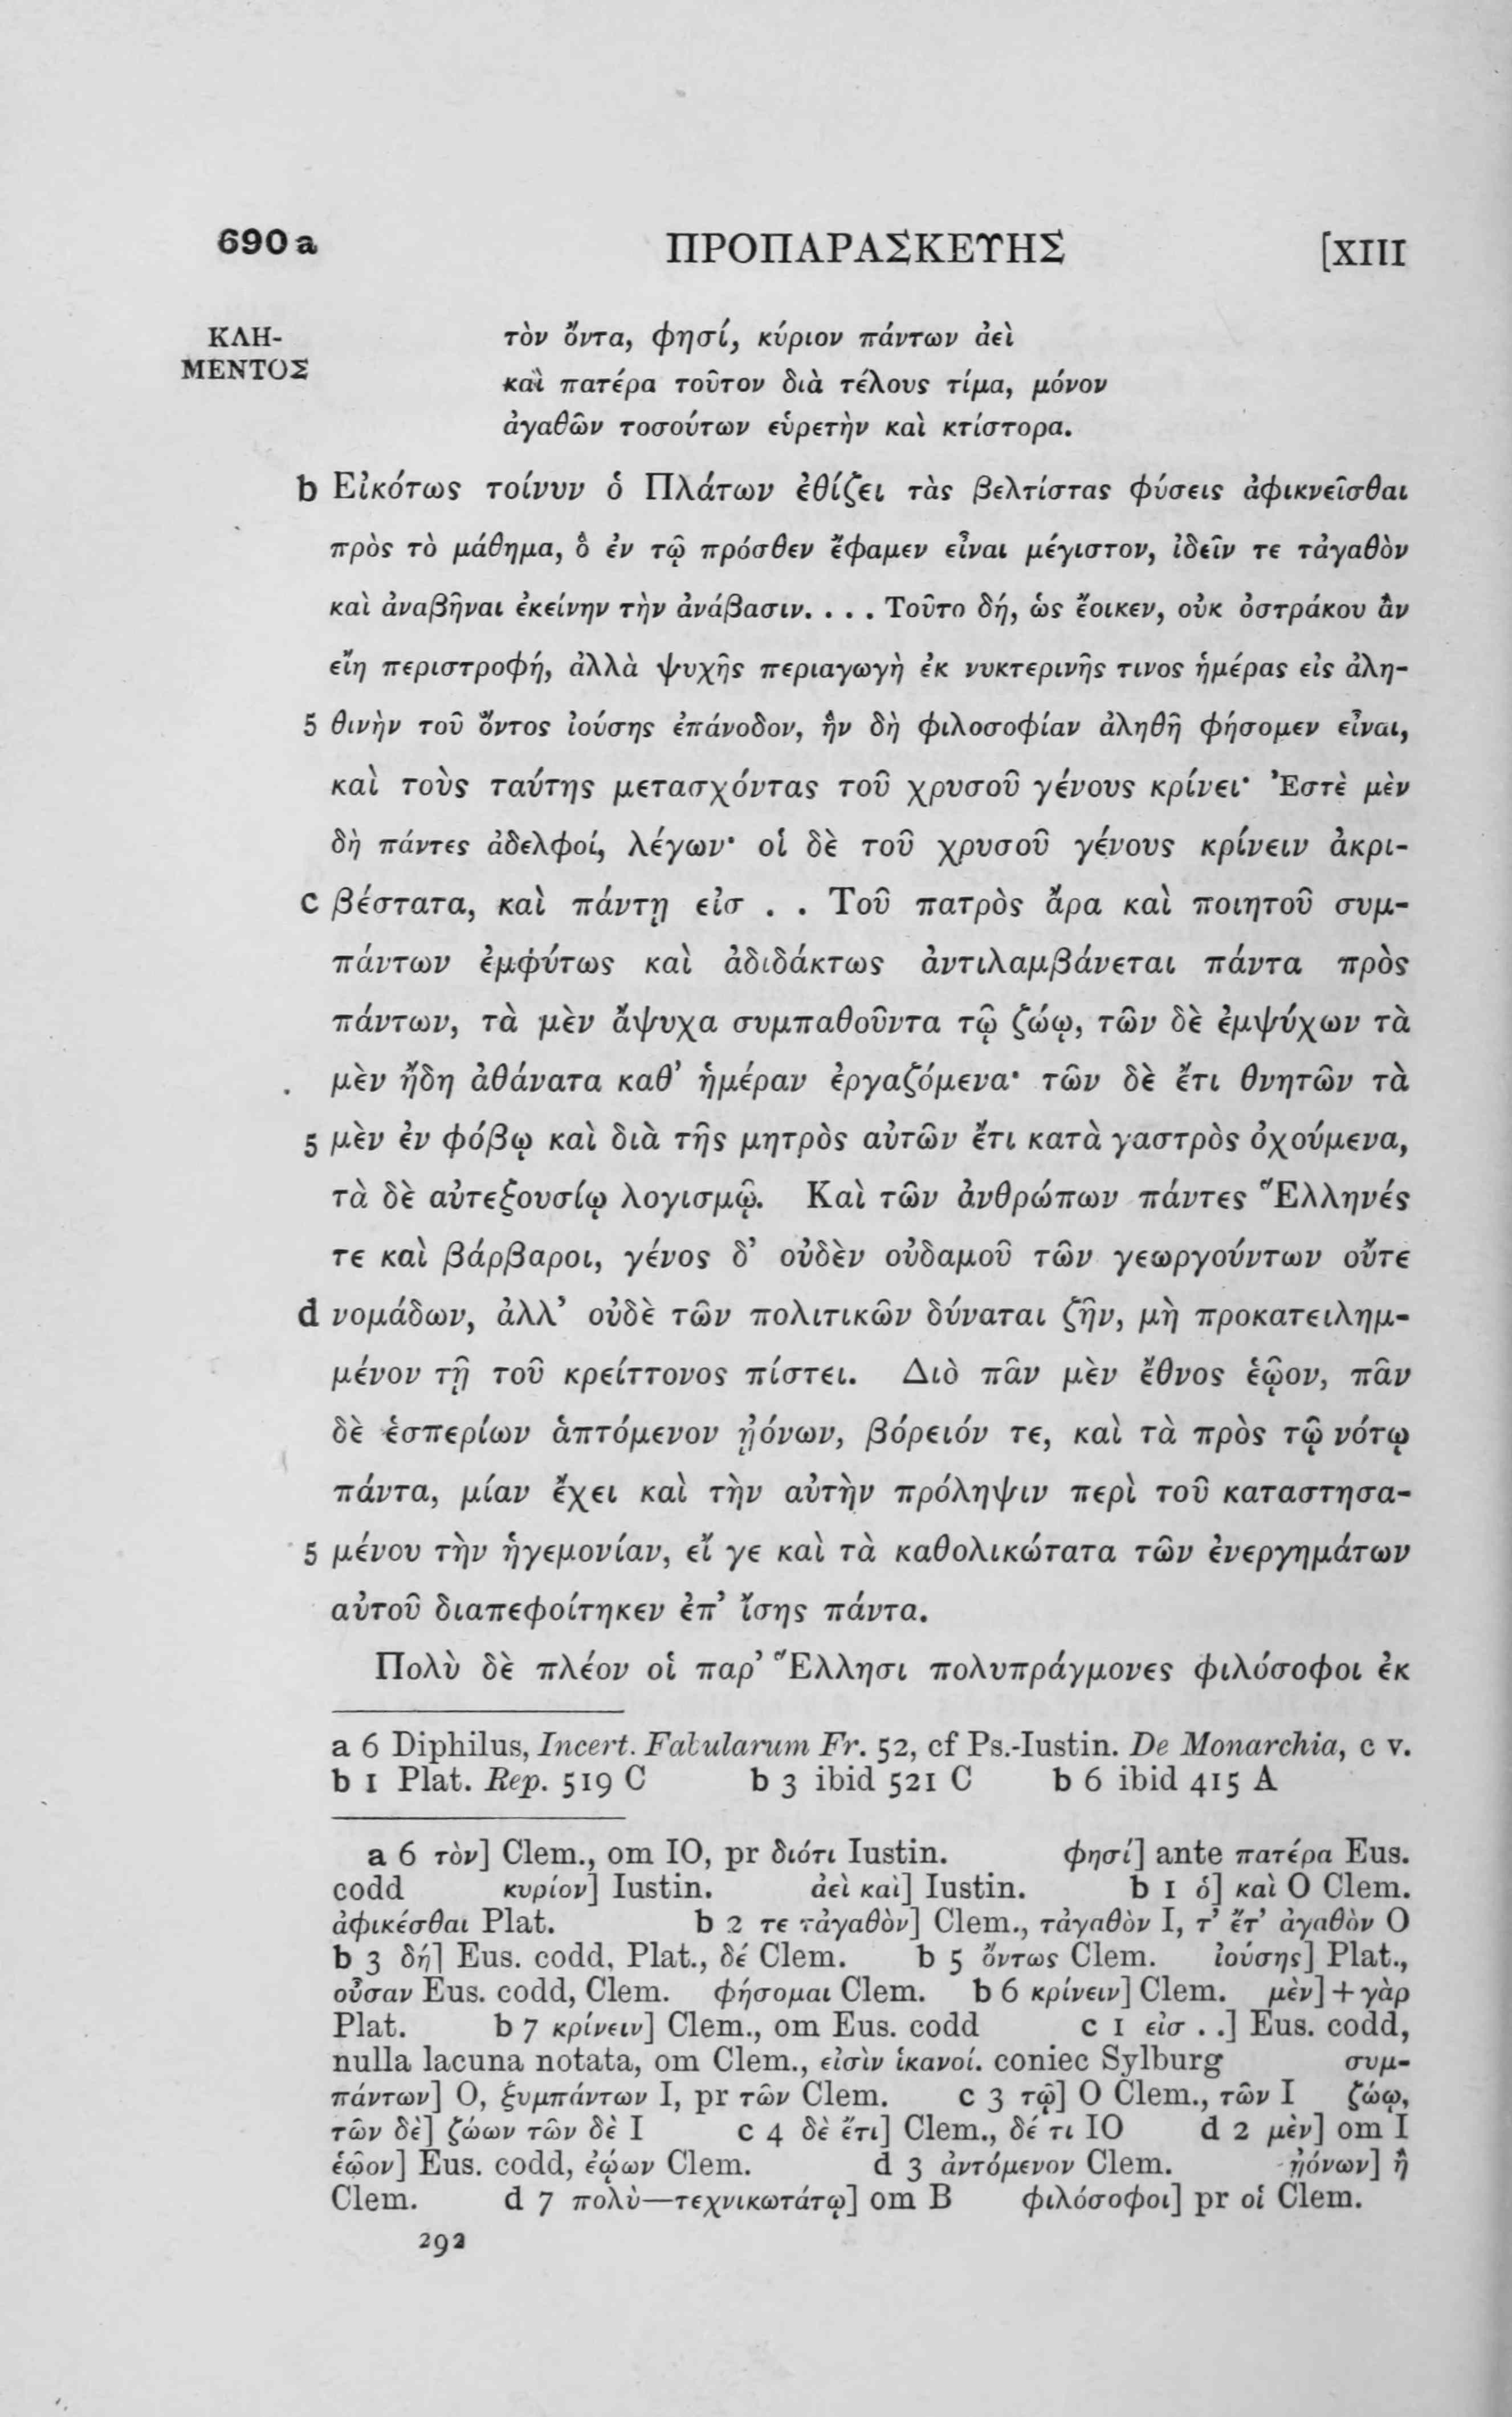 690 a ΠΡΟΠΑΡΑΣΚΕΥΗΣ [XIII
ΚΛΗ-
ΜΕΝΤΟΣ
τὸν ὄντα, φησί, κύριον πάντων ἀεὶ
καὶ πατέρα τοῦτον διὰ τέλους τίμα, μόνον
ἀγαθῶν τοσούτων εὑρετὴν καὶ κτίστορα.
b Εἰκότως τοίνυν ὁ Πλάτων ἐθίζει τὰς βελτίστας φύσεις ἀφικνεῖσθαι
πρὸς τὸ μάθημα, ὃ ἐν τῷ πρόσθεν ἔφαμεν εἶναι μέγιστον, ἰδεῖν τε τἀγαθὸν
καὶ ἀναβῆναι ἐκείνην τὴν ἀνάβασιν. . . . Τοῦτο δή, ὡς ἔοικεν, οὐκ ὀστράκου ἂν
εἴη περιστροφή, ἀλλὰ ψυχῆς περιαγωγὴ ἐκ νυκτερινῆς τινος ἡμέρας εἰς ἀλη-
5 θινὴν τοῦ ὄντος ἰούσης ἐπάνοδον, ἣν δὴ φιλοσοφίαν ἀληθῆ φήσομεν εἶναι,
καὶ τοὺς ταύτης μετασχόντας τοῦ χρυσοῦ γένους κρίνει· Ἐστὲ μὲν
δὴ πάντες ἀδελφοί, λέγων· οἱ δὲ τοῦ χρυσοῦ γένους κρίνειν ἀκρι-
c βέστατα, καὶ πάντῃ εἰσ . . Τοῦ πατρὸς ἄρα καὶ ποιητοῦ συμ-
πάντων ἐμφύτως καὶ ἀδιδάκτως ἀντιλαμβάνεται πάντα πρὸς
πάντων, τὰ μὲν ἄψυχα συμπαθοῦντα τῷ ζώῳ, τῶν δὲ ἐμψύχων τὰ
μὲν ἤδη ἀθάνατα καθ’ ἡμέραν ἐργαζόμενα· τῶν δὲ ἔτι θνητῶν τὰ
5 μὲν ἐν φόβῳ καὶ διὰ τῆς μητρὸς αὐτῶν ἔτι κατὰ γαστρὸς ὀχούμενα,
τὰ δὲ αὐτεξουσίῳ λογισμῷ. Καὶ τῶν ἀνθρώπων πάντες Ἕλληνές
τε καὶ βάρβαροι, γένος δ’ οὐδὲν οὐδαμοῦ τῶν γεωργούντων οὔτε
d νομάδων, ἀλλ’ οὐδὲ τῶν πολιτικῶν δύναται ζῆν, μὴ προκατειλημ-
μένον τῇ τοῦ κρείττονος πίστει. Διὸ πᾶν μὲν ἔθνος ἑῷον, πᾶν
δὲ ἑσπερίων ἁπτόμενον ᾐόνων, βόρειόν τε, καὶ τὰ πρὸς τῷ νότῳ
πάντα, μίαν ἔχει καὶ τὴν αὐτὴν πρόληψιν περὶ τοῦ καταστησα-
5 μένου τὴν ἡγεμονίαν, εἴ γε καὶ τὰ καθολικώτατα τῶν ἐνεργημάτων
αὐτοῦ διαπεφοίτηκεν ἐπ’ ἴσης πάντα.
Πολὺ δὲ πλέον οἱ παρ’ Ἕλλησι πολυπράγμονες φιλόσοφοι ἐκ
a 6 Diphilus, Incert. Fabularum Fr. 52, cf Ps.-Iustin. De Monarchia, c v.
b 1 Plat. Rep. 519 C b 3 ibid 521 C b 6 ibid 415 A
a 6 τὸν] Clem., om IO, pr διότι Iustin. φησί] ante πατέρα Eus.
codd κυρίον] Iustin. ἀεὶ καὶ] Iustin. b 1 ὁ] καὶ O Clem.
ἀφικέσθαι Plat. b 2 τε τἀγαθὸν] Clem., τἀγαθὸν I, τ’ ἔτ’ ἀγαθὸν O
b 3 δή] Eus. codd, Plat., δέ Clem. b 5 ὄντως Clem. ἰούσης] Plat.,
οὖσαν Eus. codd, Clem. φήσομαι Clem. b 6 κρίνειν] Clem. μὲν] + γὰρ
Plat. b 7 κρίνειν] Clem., om Eus. codd c 1 εἰσ . .] Eus. codd,
nulla lacuna notata, om Clem., εἰσὶν ἱκανοί. coniec Sylburg συμ-
πάντων] O, ξυμπάντων I, pr τῶν Clem. c 3 τῷ] O Clem., τῶν I ζώῳ,
τῶν δὲ] ζώων τῶν δὲ I c 4 δὲ ἔτι] Clem., δέ τι IO d 2 μὲν] om I
ἑῷον] Eus. codd, ἑῴων Clem. d 3 ἁντόμενον Clem. ᾐόνων] ἢ
Clem. d 7 πολὺ—τεχνικωτάτῳ] om B φιλόσοφοι] pr οἱ Clem.
292